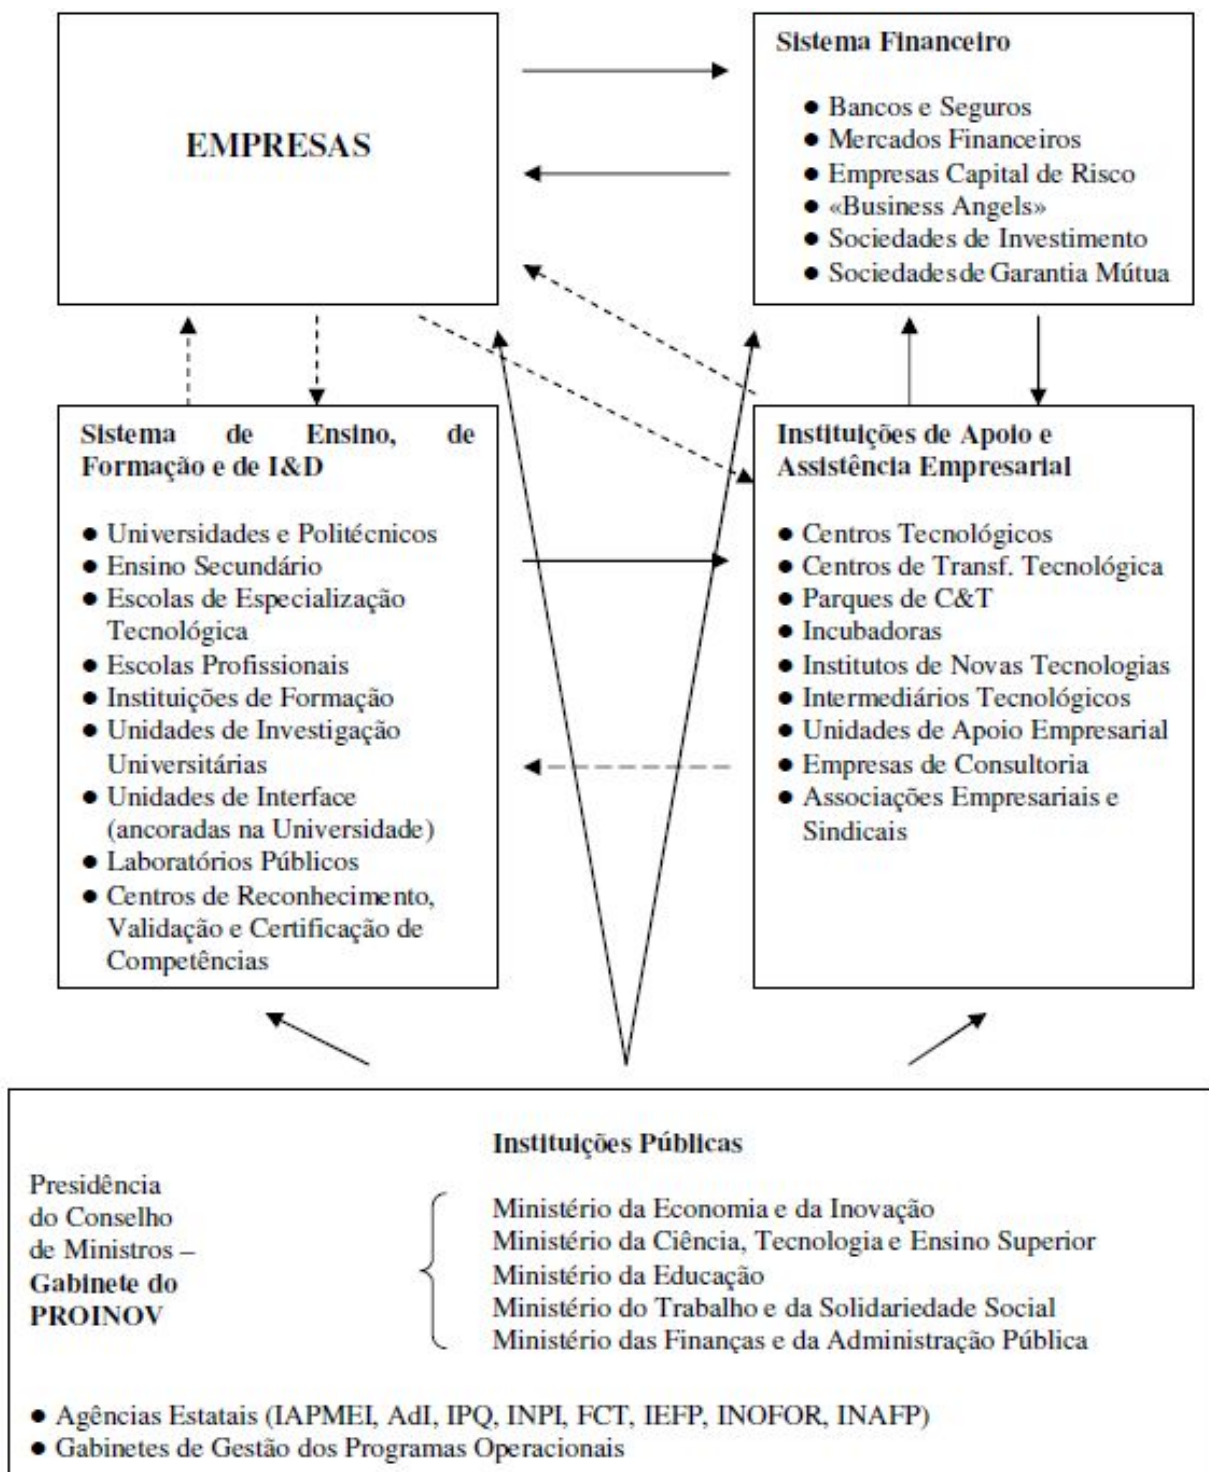 EMPRESAS
Sistema Financeiro
● Bancos e Seguros
● Mercados Financeiros
● Empresas Capital de Risco
● «Business Angels»
● Sociedades de Investimento
● Sociedades de Garantia Mútua
Sistema de Ensino, de
Formação e de I&D
● Universidades e Politécnicos
● Ensino Secundário
● Escolas de Especialização
Tecnológica
● Escolas Profissionais
● Instituições de Formação
● Unidades de Investigação
Universitárias
● Unidades de Interface
(ancoradas na Universidade)
● Laboratórios Públicos
● Centros de Reconhecimento,
Validação e Certificação de
Competências
Instituições de Apoio e
Assistência Empresarial
● Centros Tecnológicos
● Centros de Transf. Tecnológica
● Parques de C&T
● Incubadoras
● Institutos de Novas Tecnologias
● Intermediários Tecnológicos
● Unidades de Apoio Empresarial
● Empresas de Consultoria
● Associações Empresariais e
Sindicais
Instituições Públicas
Presidência
do Conselho
de Ministros –
Gabinete do
PROINOV
Ministério da Economia e da Inovação
Ministério da Ciência, Tecnologia e Ensino Superior
Ministério da Educação
Ministério do Trabalho e da Solidariedade Social
Ministério das Finanças e da Administração Pública
● Agências Estatais (IAPMEI, AdI, IPQ, INPI, FCT, IEFP, INOFOR, INAFP)
● Gabinetes de Gestão dos Programas Operacionais